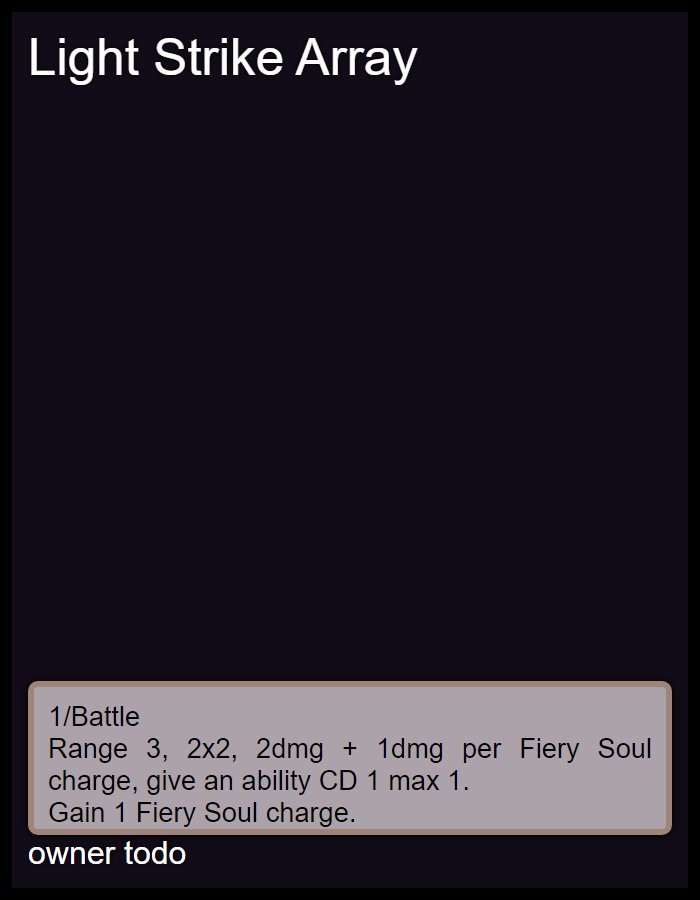 Light Strike Array
1/Battle
Range 3, 2x2, 2dmg + 1dmg per Fiery Soul
charge, give an ability CD 1 max 1.
Gain 1 Fiery Soul charge.
owner todo